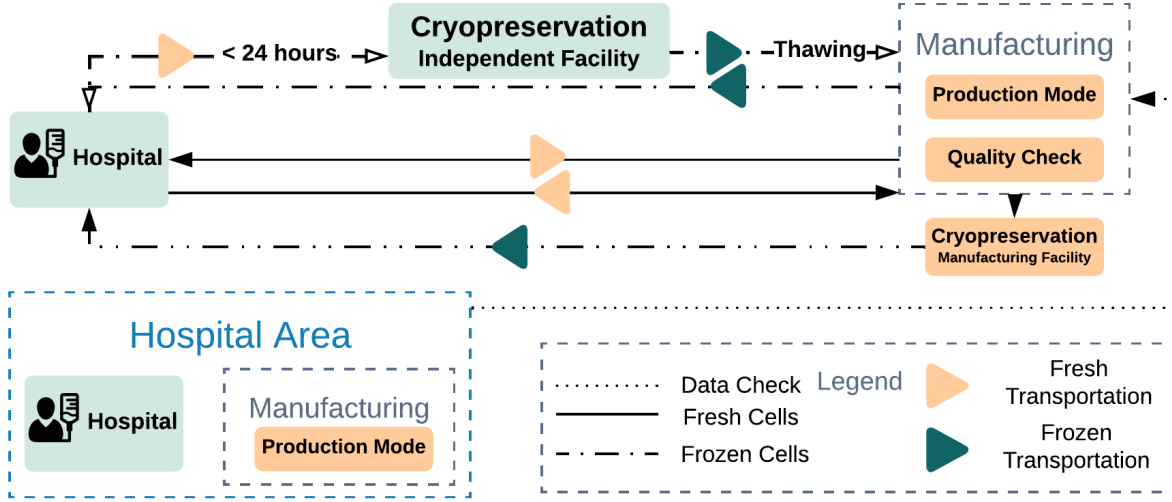 Cryopreservation
Independent Facility
< 24 hours
Thawing
Manufacturing
Production Mode
Quality Check
Hospital
Cryopreservation
Manufacturing Facility
Hospital Area
Hospital
Manufacturing
Production Mode
Legend
Data Check
Fresh Cells
Frozen Cells
Fresh
Transportation
Frozen
Transportation